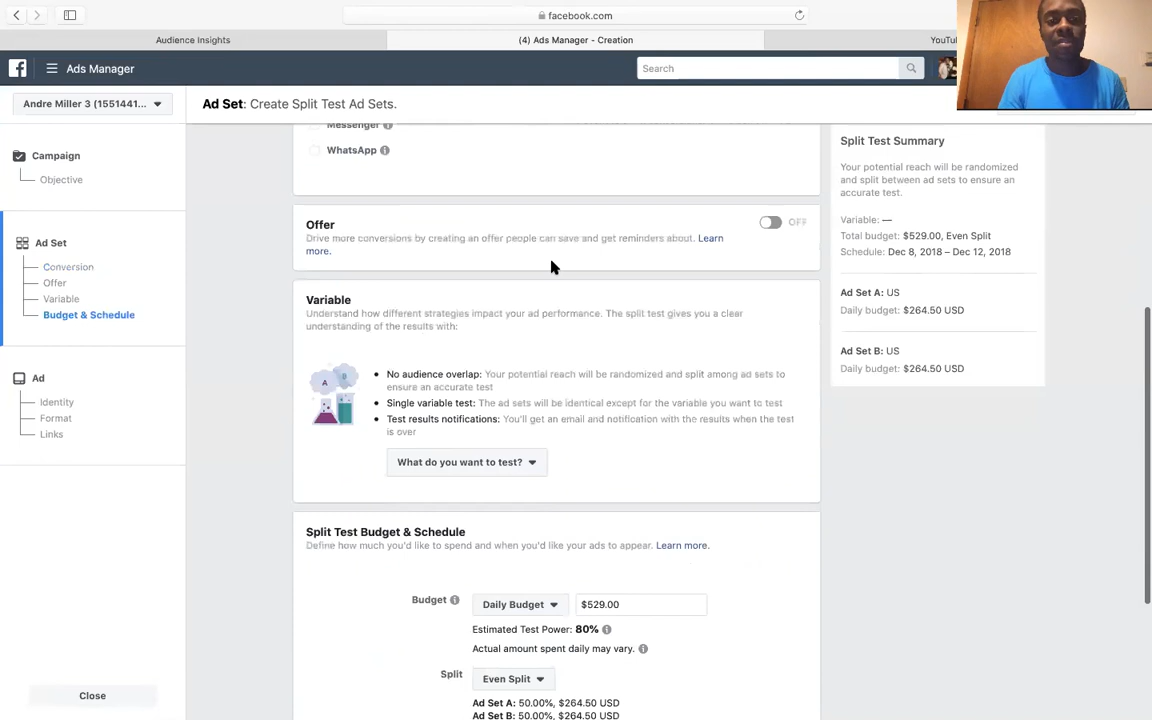 facebook.com
Audience Insights
(4) Ads Manager - Creation
Ads Manager
Search
Andre Miller 3 (1551441...
Ad Set: Create Split Test Ad Sets.
Campaign
Objective
Ad Set
Conversion
Offer
Variable
Budget & Schedule
Ad
Identity
Format
Links
Close
Messenger
WhatsApp
Offer
OFF
Drive more conversions by creating an offer people can save and get reminders about. Learn
more.
Variable
Understand how different strategies impact your ad performance. The split test gives you a clear
understanding of the results with:
A
B
No audience overlap: Your potential reach will be randomized and split among ad sets to
ensure an accurate test
Single variable test: The ad sets will be identical except for the variable you want to test
Test results notifications: You'll get an email and notification with the results when the test
is over
What do you want to test?
Split Test Budget & Schedule
Define how much you'd like to spend and when you'd like your ads to appear. Learn more.
Budget
Daily Budget
$529.00
Estimated Test Power: 80%
Actual amount spent daily may vary.
Split
Even Split
Ad Set A: 50.00%, $264.50 USD
Ad Set B: 50.00%, $264.50 USD
Split Test Summary
Your potential reach will be randomized
and split between ad sets to ensure an
accurate test.
Variable: —
Total budget: $529.00, Even Split
Schedule: Dec 8, 2018 – Dec 12, 2018
Ad Set A: US
Daily budget: $264.50 USD
Ad Set B: US
Daily budget: $264.50 USD